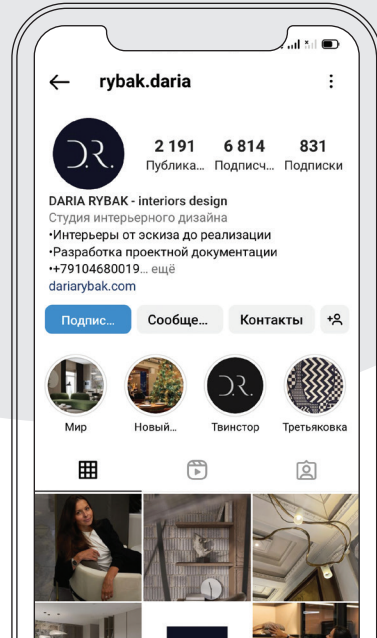 rybak.daria
D.R.
2 191 6 814 831
Публика... Подписч... Подписки
DARIA RYBAK - interiors design
Студия интерьерного дизайна
•Интерьеры от эскиза до реализации
•Разработка проектной документации
•+79104680019... ещё
dariarybak.com
Подпис... Сообще... Контакты
D.R.
Мир Новый... Твинстор Третьяковка